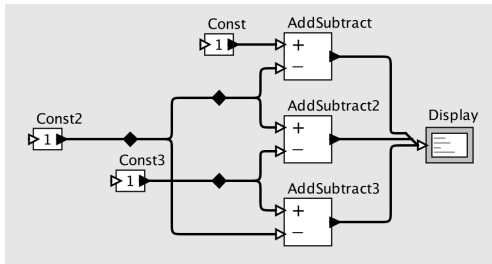 Const
1
AddSubtract
+
−
Const2
1
AddSubtract2
+
−
Display
Const3
1
AddSubtract3
+
−